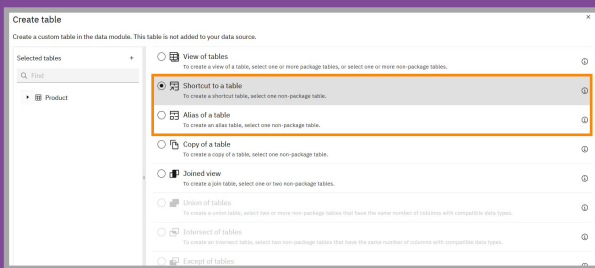 Create table
×
Create a custom table in the data module. This table is not added to your data source.
Selected tables +
Find
Product
View of tables
To create a view of a table, select one or more package tables, or select one or more non-package tables.
Shortcut to a table
To create a shortcut table, select one non-package table.
Alias of a table
To create an alias table, select one non-package table.
Copy of a table
To create a copy of a table, select one non-package table.
Joined view
To create a join table, select one or two non-package tables.
Union of tables
To create a union table, select two or more non-package tables that have the same number of columns with compatible data types.
Intersect of tables
To create an intersect table, select two non-package tables that have the same number of columns with compatible data types.
Except of tables